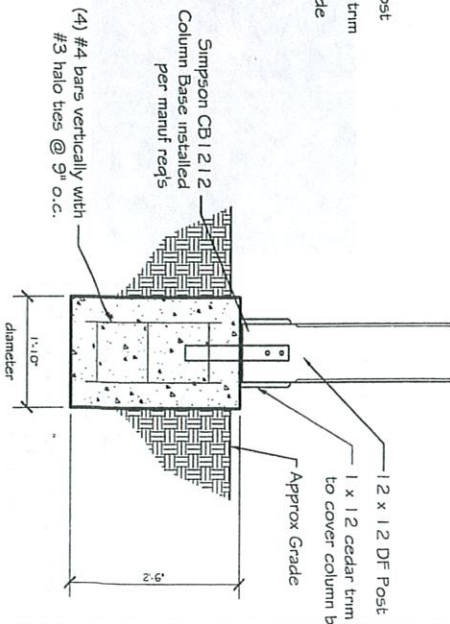 ost
trim
de
Simpson CB1212
Column Base installed
per manuf req's
(4) #4 bars vertically with
#3 halo ties @ 9" o.c.
12 x 12 DF Post
1 x 12 cedar trim
to cover column b
Approx Grade
2'-6"
1'-10"
diameter